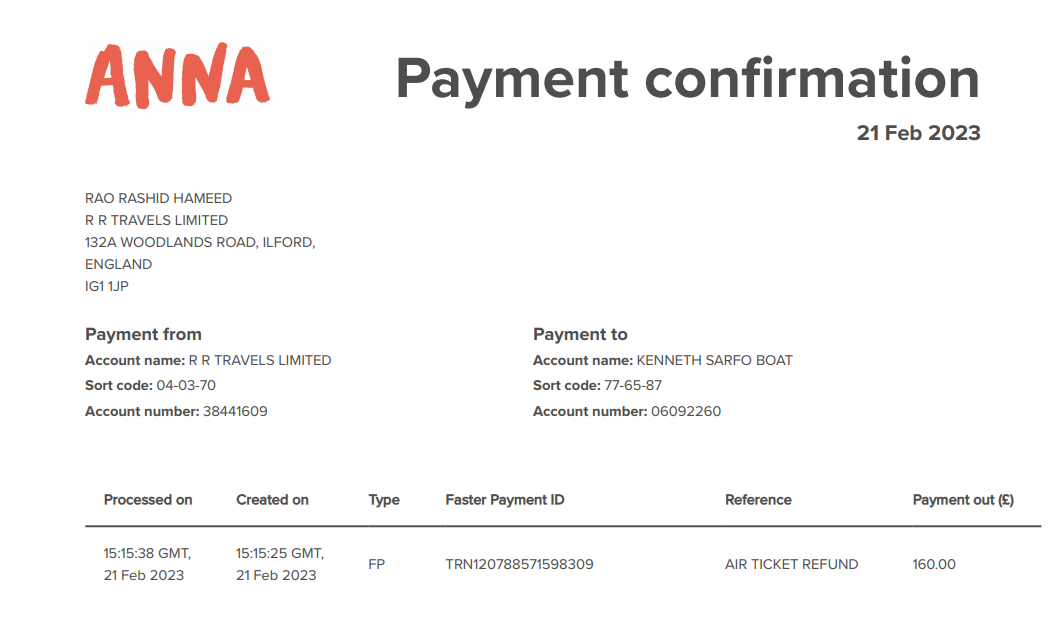 ANNA
Payment confirmation
21 Feb 2023
RAO RASHID HAMEED
R R TRAVELS LIMITED
132A WOODLANDS ROAD, ILFORD,
ENGLAND
IG1 1JP
Payment from
Account name: R R TRAVELS LIMITED
Sort code: 04-03-70
Account number: 38441609
Payment to
Account name: KENNETH SARFO BOAT
Sort code: 77-65-87
Account number: 06092260
Processed on Created on Type Faster Payment ID Reference Payment out (£)
15:15:38 GMT, 15:15:25 GMT,
FP TRN120788571598309 AIR TICKET REFUND 160.00
21 Feb 2023 21 Feb 2023